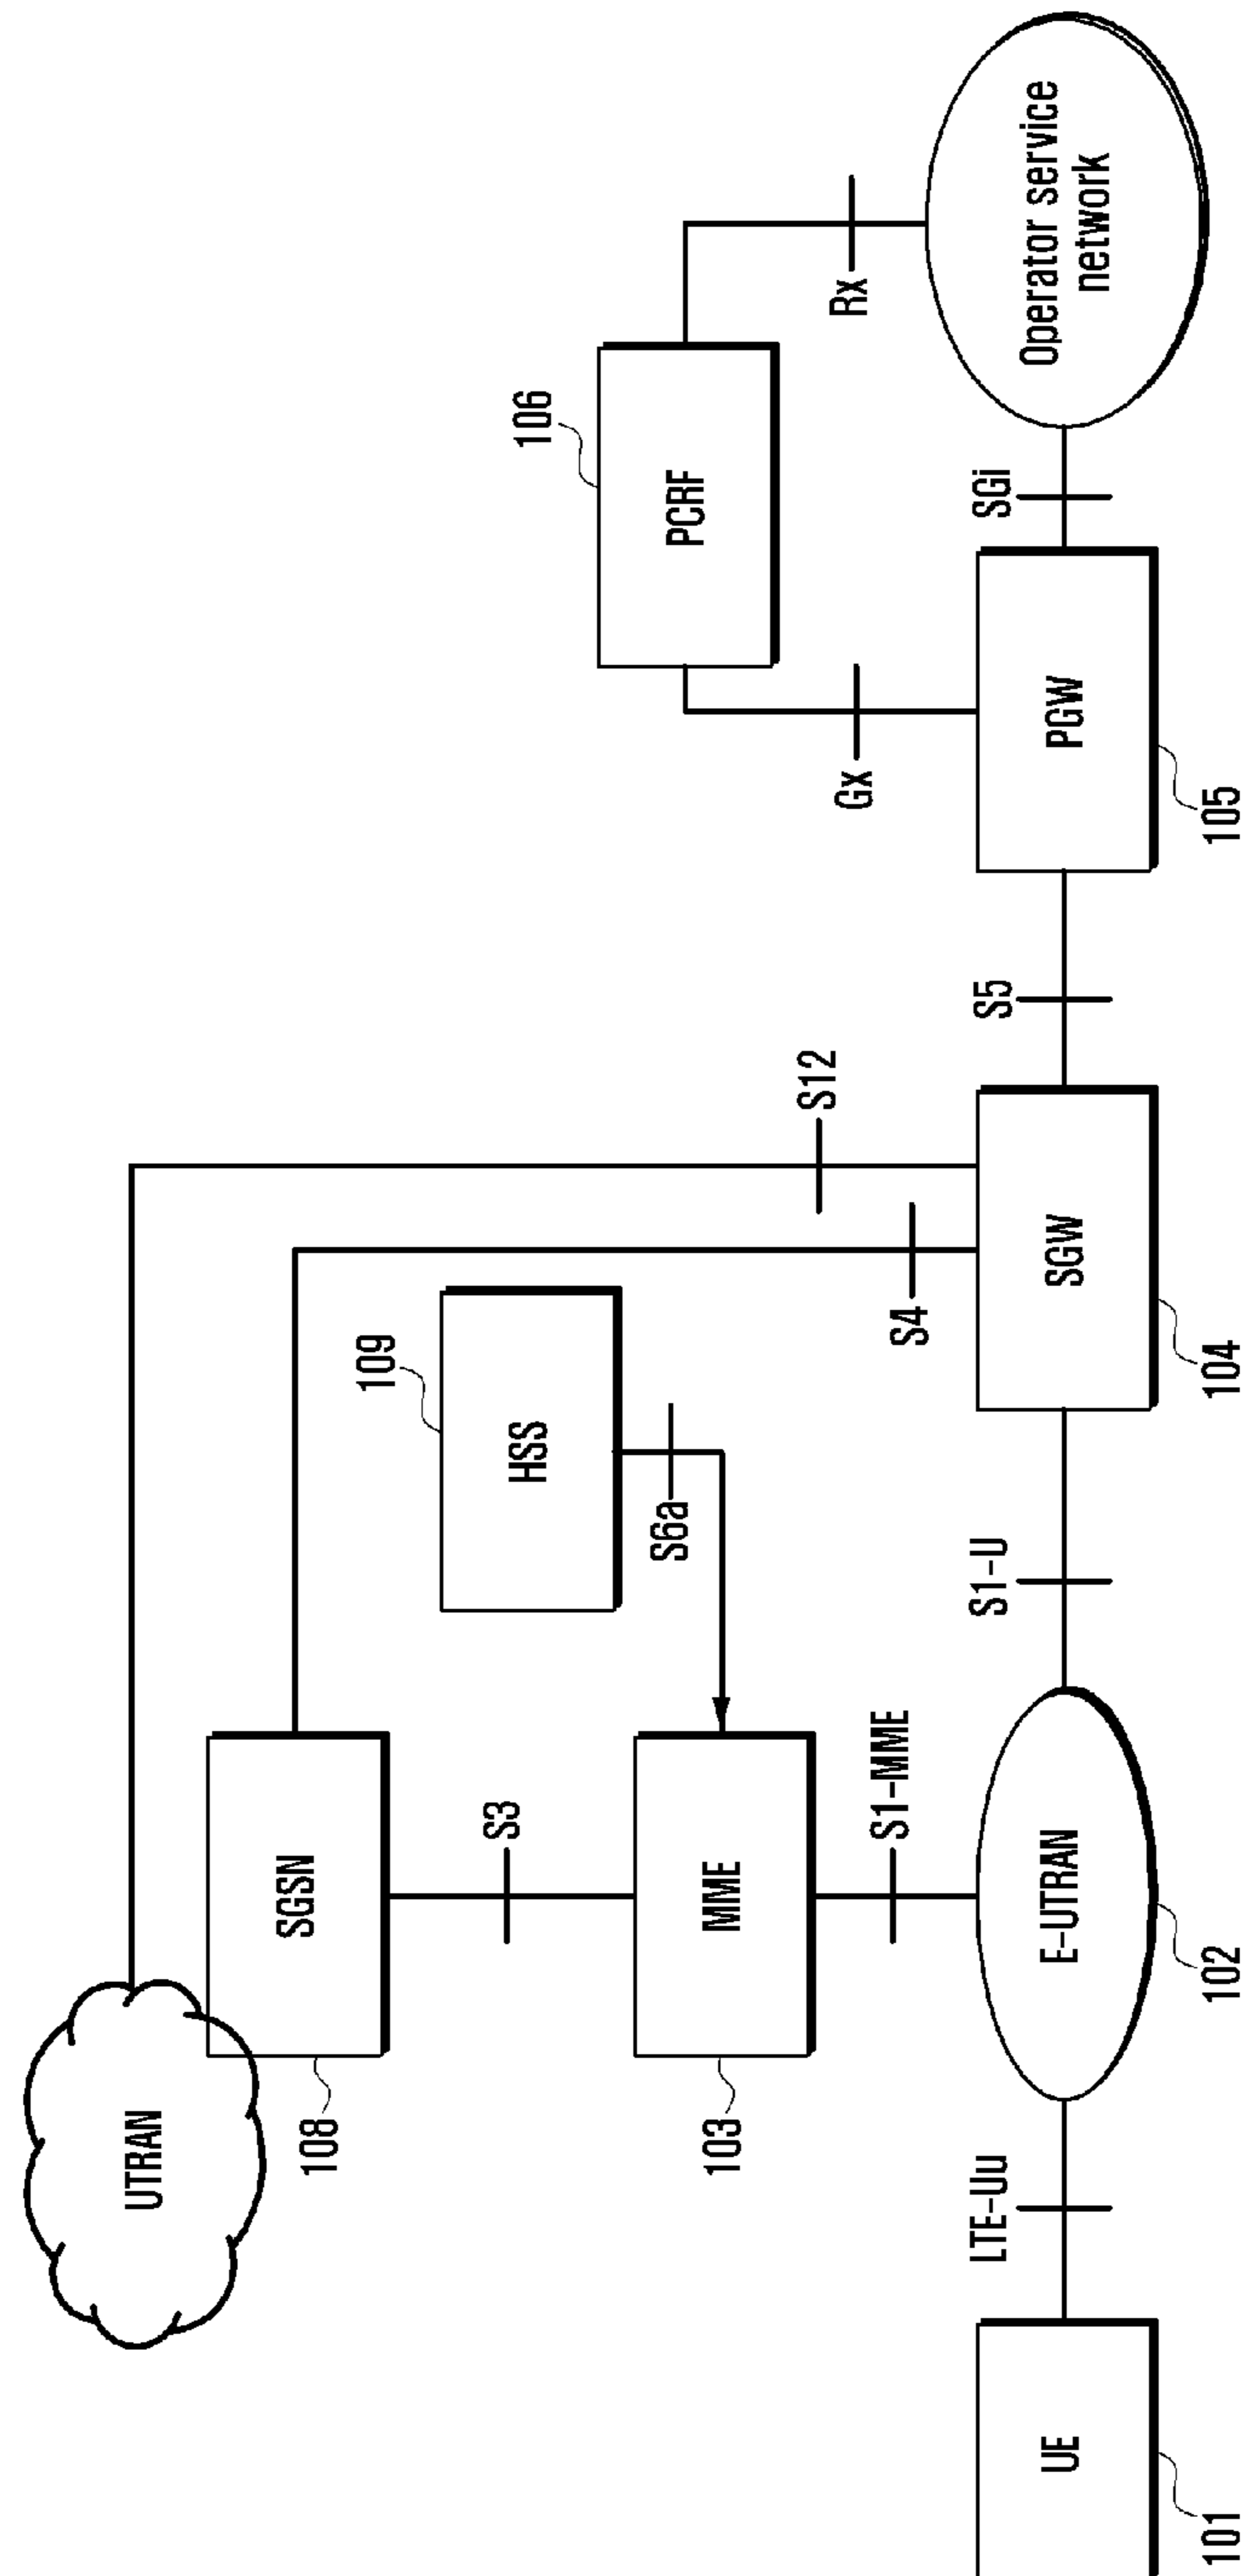 UTRAN
SGSN
108
S3
HSS
109
S6a
MME
103
S1-MME
S4
S12
PCRF
106
Gx
Rx
UE
101
LTE-Uu
E-UTRAN
102
S1-U
SGW
104
S5
PGW
105
SGi
Operator service
network